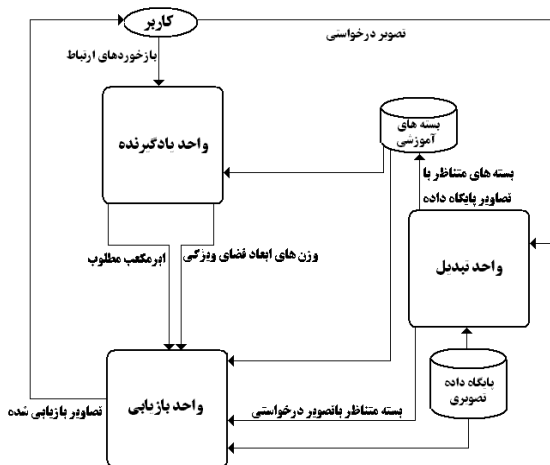 کاربر
تصویر درخواستی
بازخوردهای ارتباط
واحد یادگیرنده
بسته های
آموزشی
بسته های متناظر با
تصاویر پایگاه داده
واحد تبدیل
وزن های ابعاد فضای ویژگی
ابرمکعب مطلوب
پایگاه داده
تصویری
واحد بازیابی
بسته متناظر باتصویر درخواستی
تصاویر بازیابی شده